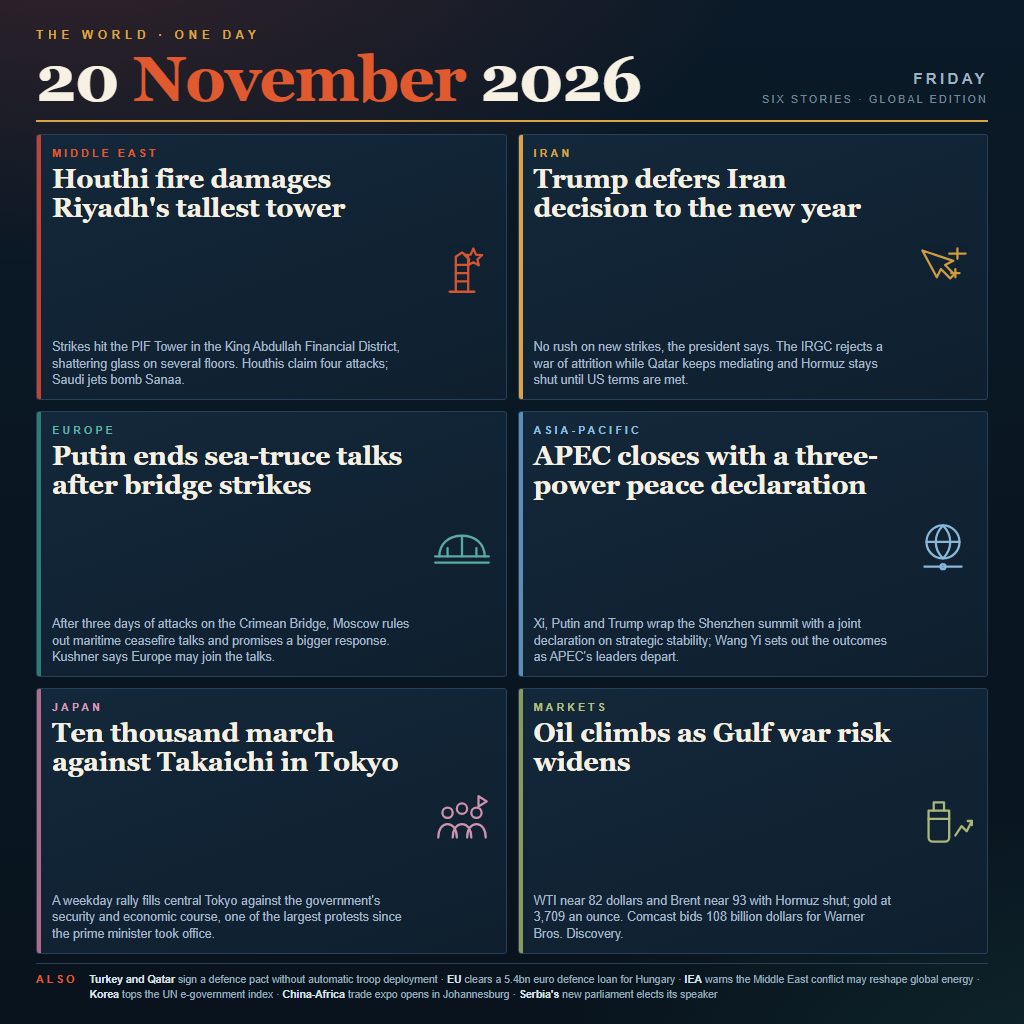 THE WORLD · ONE DAY
20 November 2026
FRIDAY
SIX STORIES · GLOBAL EDITION
MIDDLE EAST
Houthi fire damages
Riyadh's tallest tower
Strikes hit the PIF Tower in the King Abdullah Financial District,
shattering glass on several floors. Houthis claim four attacks;
Saudi jets bomb Sanaa.
IRAN
Trump defers Iran
decision to the new year
No rush on new strikes, the president says. The IRGC rejects a
war of attrition while Qatar keeps mediating and Hormuz stays
shut until US terms are met.
EUROPE
Putin ends sea-truce talks
after bridge strikes
After three days of attacks on the Crimean Bridge, Moscow rules
out maritime ceasefire talks and promises a bigger response.
Kushner says Europe may join the talks.
ASIA-PACIFIC
APEC closes with a three-
power peace declaration
Xi, Putin and Trump wrap the Shenzhen summit with a joint
declaration on strategic stability; Wang Yi sets out the outcomes
as APEC's leaders depart.
JAPAN
Ten thousand march
against Takaichi in Tokyo
A weekday rally fills central Tokyo against the government's
security and economic course, one of the largest protests since
the prime minister took office.
MARKETS
Oil climbs as Gulf war risk
widens
WTI near 82 dollars and Brent near 93 with Hormuz shut; gold at
3,709 an ounce. Comcast bids 108 billion dollars for Warner
Bros. Discovery.
ALSO Turkey and Qatar sign a defence pact without automatic troop deployment · EU clears a 5.4bn euro defence loan for Hungary · IEA warns the Middle East conflict may reshape global energy ·
Korea tops the UN e-government index · China-Africa trade expo opens in Johannesburg · Serbia's new parliament elects its speaker